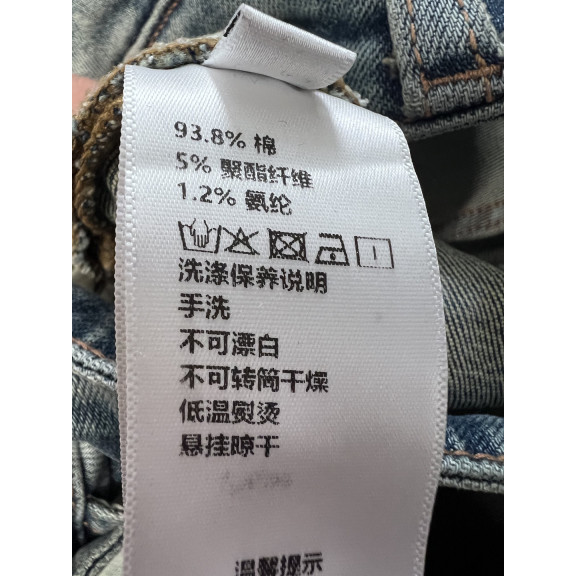 93.8% 棉
5% 聚酯纤维
1.2% 氨纶
洗涤保养说明
手洗
不可漂白
不可转筒干燥
低温熨烫
悬挂晾干
温馨提示